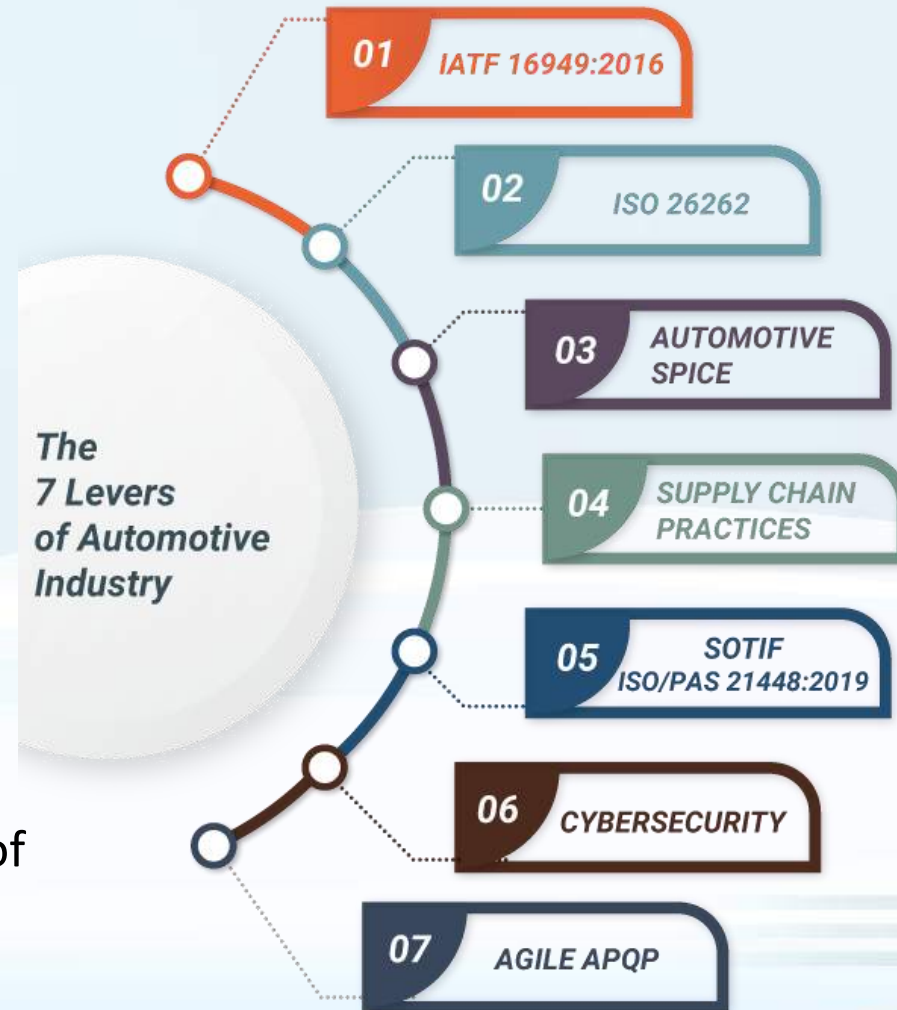 01
IATF 16949:2016
02
ISO 26262
03
AUTOMOTIVE
SPICE
The
7 Levers
of Automotive
Industry
04
SUPPLY CHAIN
PRACTICES
05
SOTIF
ISO/PAS 21448:2019
06
CYBERSECURITY
of
07
AGILE APQP